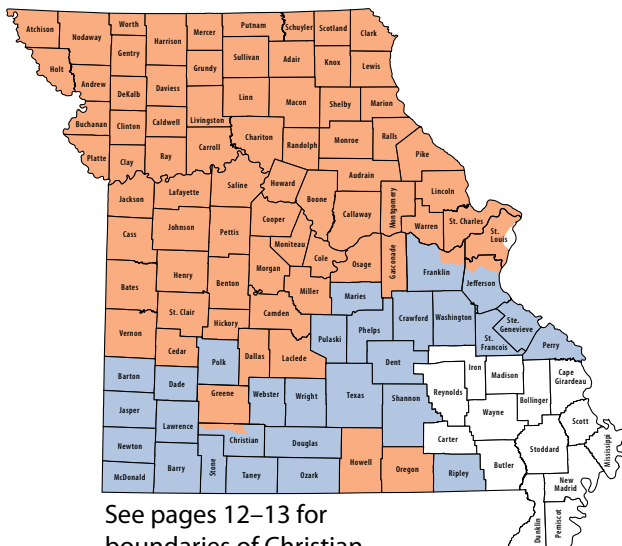 Atchison
Nodaway
Worth
Harrison
Mercer
Putnam
Schuyler
Scotland
Clark
Holt
Andrew
Gentry
DeKalb
Daviess
Grundy
Sullivan
Adair
Knox
Lewis
Linn
Macon
Shelby
Marion
Buchanan
Clinton
Caldwell
Livingston
Chariton
Randolph
Monroe
Ralls
Platte
Clay
Ray
Carroll
Pike
Audrain
Jackson
Lafayette
Saline
Howard
Boone
Callaway
Montgomery
Lincoln
Cass
Johnson
Pettis
Cooper
Moniteau
Cole
Osage
Gasconade
Warren
St. Charles
St.
Louis
Bates
Henry
Benton
Morgan
Miller
Maries
Franklin
Jefferson
Vernon
St. Clair
Hickory
Camden
Pulaski
Phelps
Crawford
Washington
Ste.
Genevieve
St.
Francois
Perry
Cedar
Polk
Dallas
Laclede
Dent
Iron
Madison
Cape
Girardeau
Barton
Dade
Greene
Webster
Wright
Texas
Shannon
Reynolds
Wayne
Bollinger
Scott
Mississippi
Jasper
Lawrence
Christian
Douglas
Carter
Stoddard
Newton
McDonald
Barry
Stone
Taney
Ozark
Howell
Oregon
Ripley
Butler
New
Madrid
Dunklin
Pemiscot
See pages 12–13 for
boundaries of Christian,